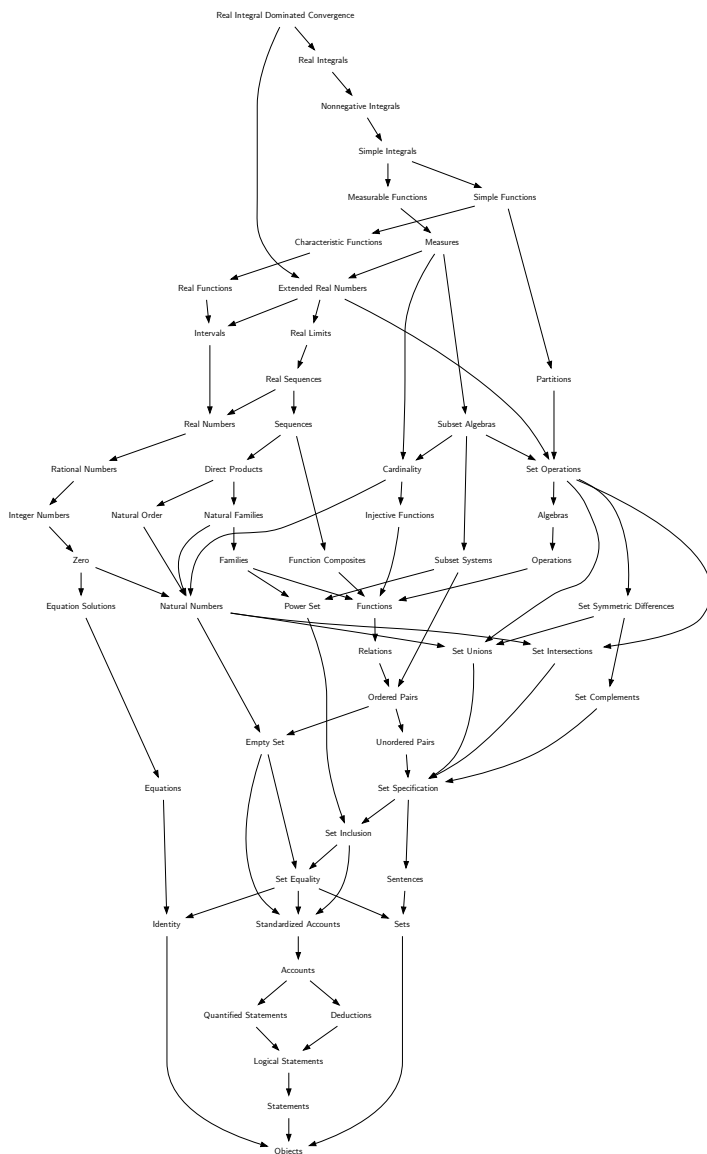 Real Integral Dominated Convergence
Real Integrals
Nonnegative Integrals
Simple Integrals
Measurable Functions
Simple Functions
Characteristic Functions
Measures
Real Functions
Extended Real Numbers
Intervals
Real Limits
Real Sequences
Partitions
Real Numbers
Sequences
Subset Algebras
Rational Numbers
Direct Products
Cardinality
Set Operations
Integer Numbers
Natural Order
Natural Families
Injective Functions
Algebras
Zero
Families
Function Composites
Subset Systems
Operations
Equation Solutions
Natural Numbers
Power Set
Functions
Set Symmetric Differences
Relations
Set Unions
Set Intersections
Ordered Pairs
Set Complements
Empty Set
Unordered Pairs
Equations
Set Specification
Set Inclusion
Set Equality
Sentences
Identity
Standardized Accounts
Sets
Accounts
Quantified Statements
Deductions
Logical Statements
Statements
Objects